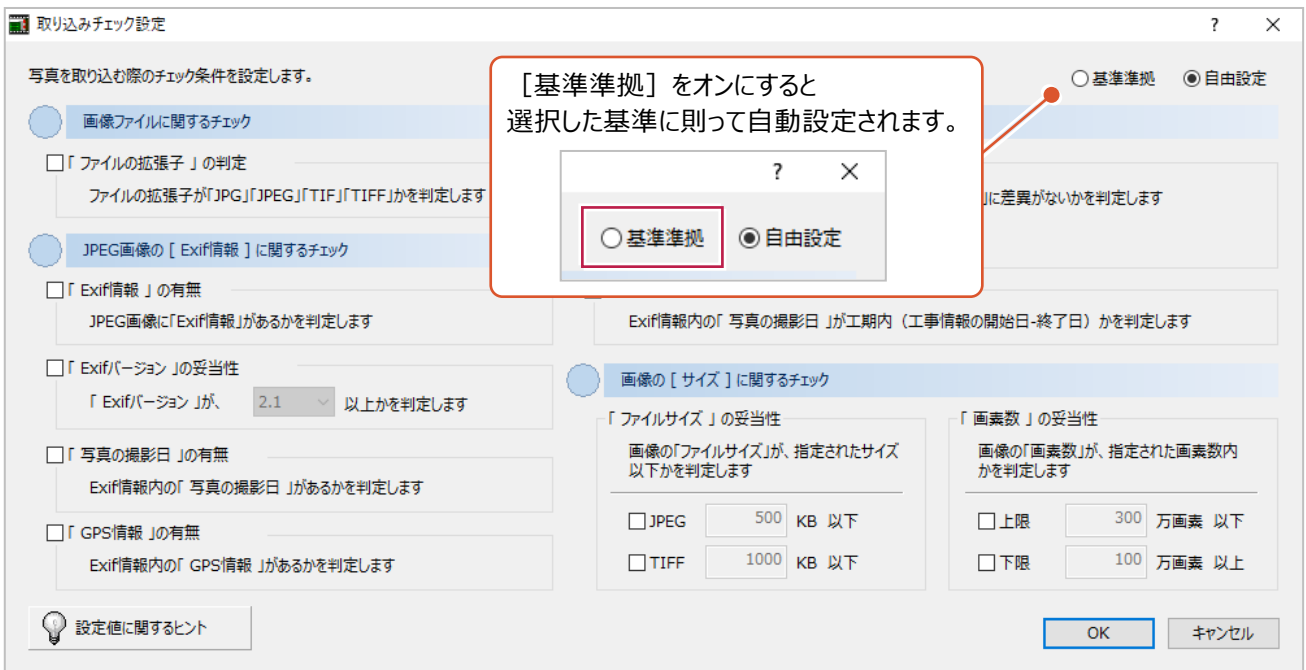 取り込みチェック設定
? ×
写真を取り込む際のチェック条件を設定します。
基準準拠 自由設定
[基準準拠]をオンにすると
選択した基準に則って自動設定されます。
? ×
基準準拠 自由設定
画像ファイルに関するチェック
「 ファイルの拡張子 」の判定
ファイルの拡張子が「JPG」「JPEG」「TIF」「TIFF」かを判定します
」に差異がないかを判定します
JPEG画像の [ Exif情報 ] に関するチェック
「 Exif情報 」の有無
JPEG画像に「Exif情報」があるかを判定します
Exif情報内の「 写真の撮影日 」が工期内(工事情報の開始日-終了日)かを判定します
「 Exifバージョン 」の妥当性
「 Exifバージョン 」が、 2.1 以上かを判定します
「 写真の撮影日 」の有無
Exif情報内の「 写真の撮影日 」があるかを判定します
「 GPS情報 」の有無
Exif情報内の「 GPS情報 」があるかを判定します
画像の [ サイズ ] に関するチェック
「 ファイルサイズ 」の妥当性
画像の「ファイルサイズ」が、指定されたサイズ
以下かを判定します
JPEG 500 KB 以下
TIFF 1000 KB 以下
「 画素数 」の妥当性
画像の「画素数」が、指定された画素数内
かを判定します
上限 300 万画素 以下
下限 100 万画素 以上
設定値に関するヒント
OK キャンセル